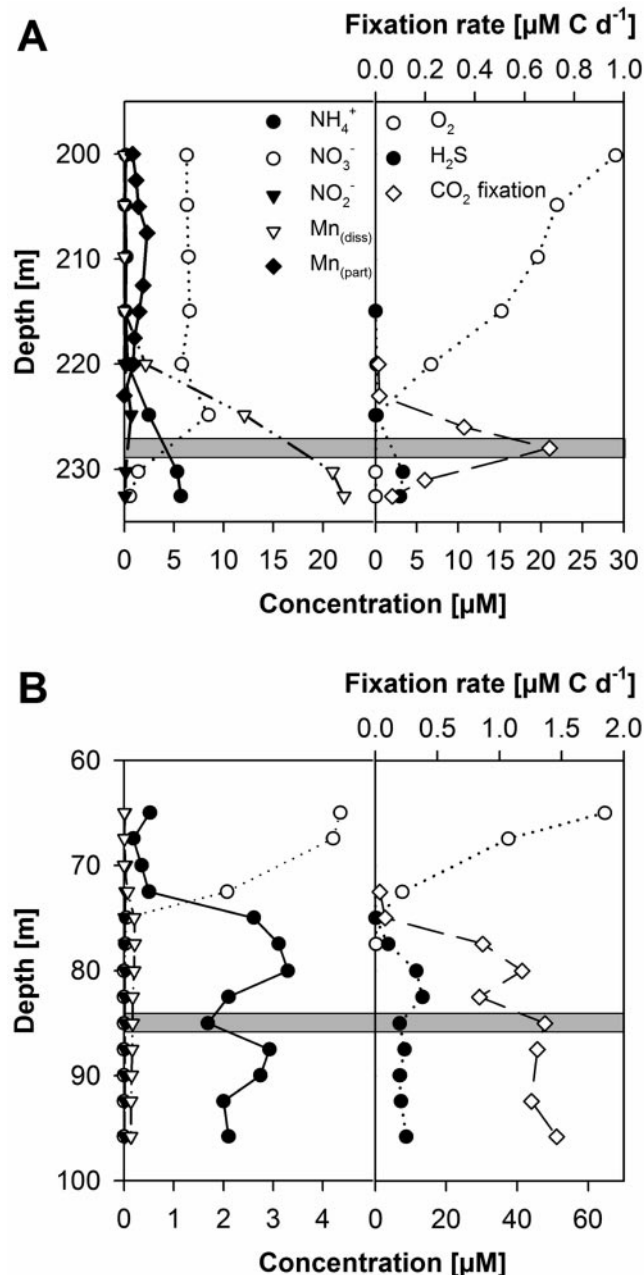 A
Fixation rate [µM C d⁻¹]
0.0 0.2 0.4 0.6 0.8 1.0
NH₄⁺
NO₃⁻
NO₂⁻
Mn(diss)
Mn(part)
O₂
H₂S
CO₂ fixation
Depth [m]
200
210
220
230
0 5 10 15 20 0 5 10 15 20 25 30
Concentration [µM]
B
Fixation rate [µM C d⁻¹]
0.0 0.5 1.0 1.5 2.0
Depth [m]
60
70
80
90
100
0 1 2 3 4 0 20 40 60
Concentration [µM]